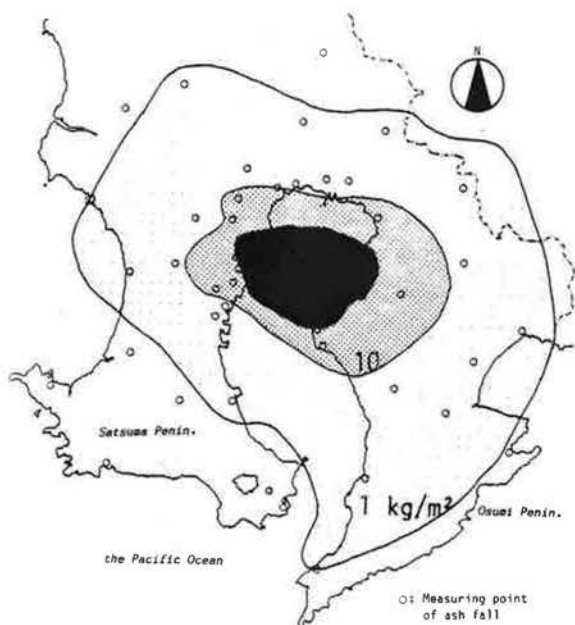 N
10
Satsuma Penin.
1 kg/m²
Osumi Penin.
the Pacific Ocean
○: Measuring point
of ash fall